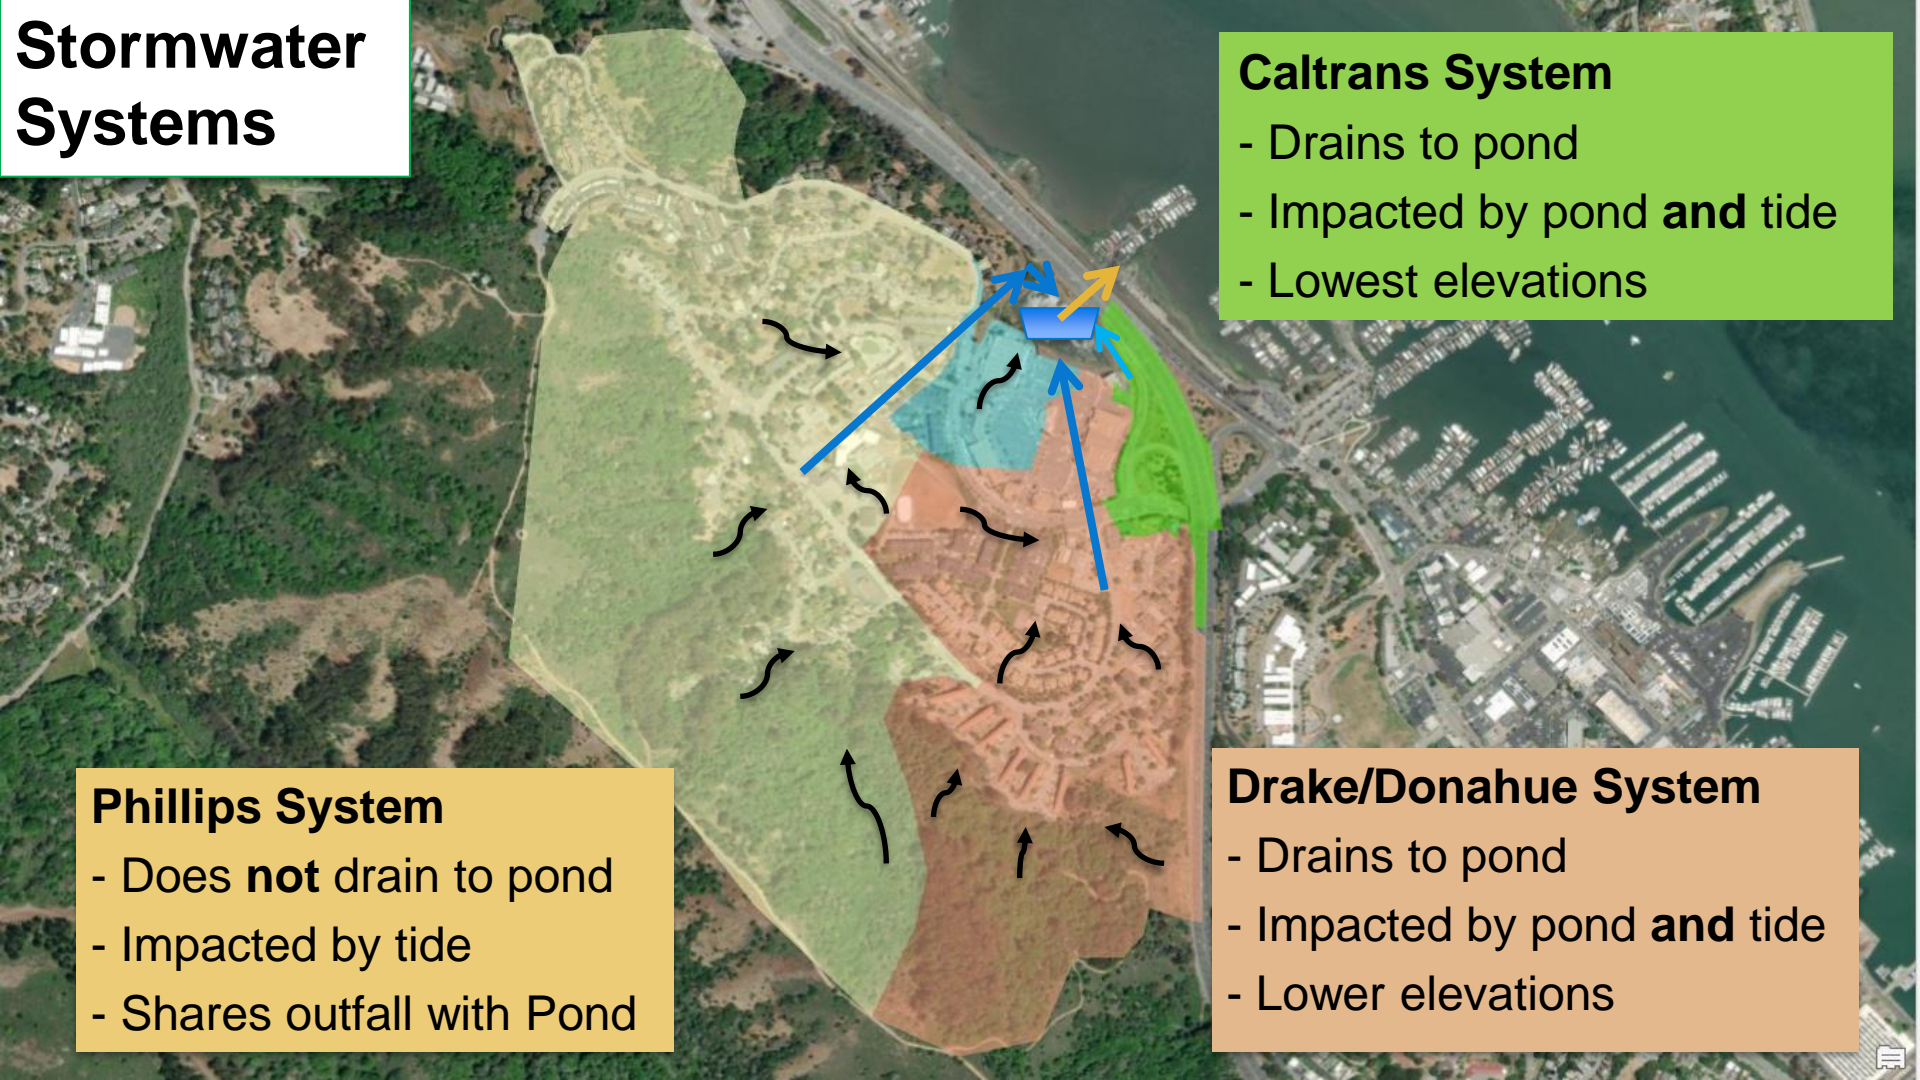 Stormwater
Systems
Caltrans System
- Drains to pond
- Impacted by pond and tide
- Lowest elevations
Phillips System
- Does not drain to pond
- Impacted by tide
- Shares outfall with Pond
Drake/Donahue System
- Drains to pond
- Impacted by pond and tide
- Lower elevations